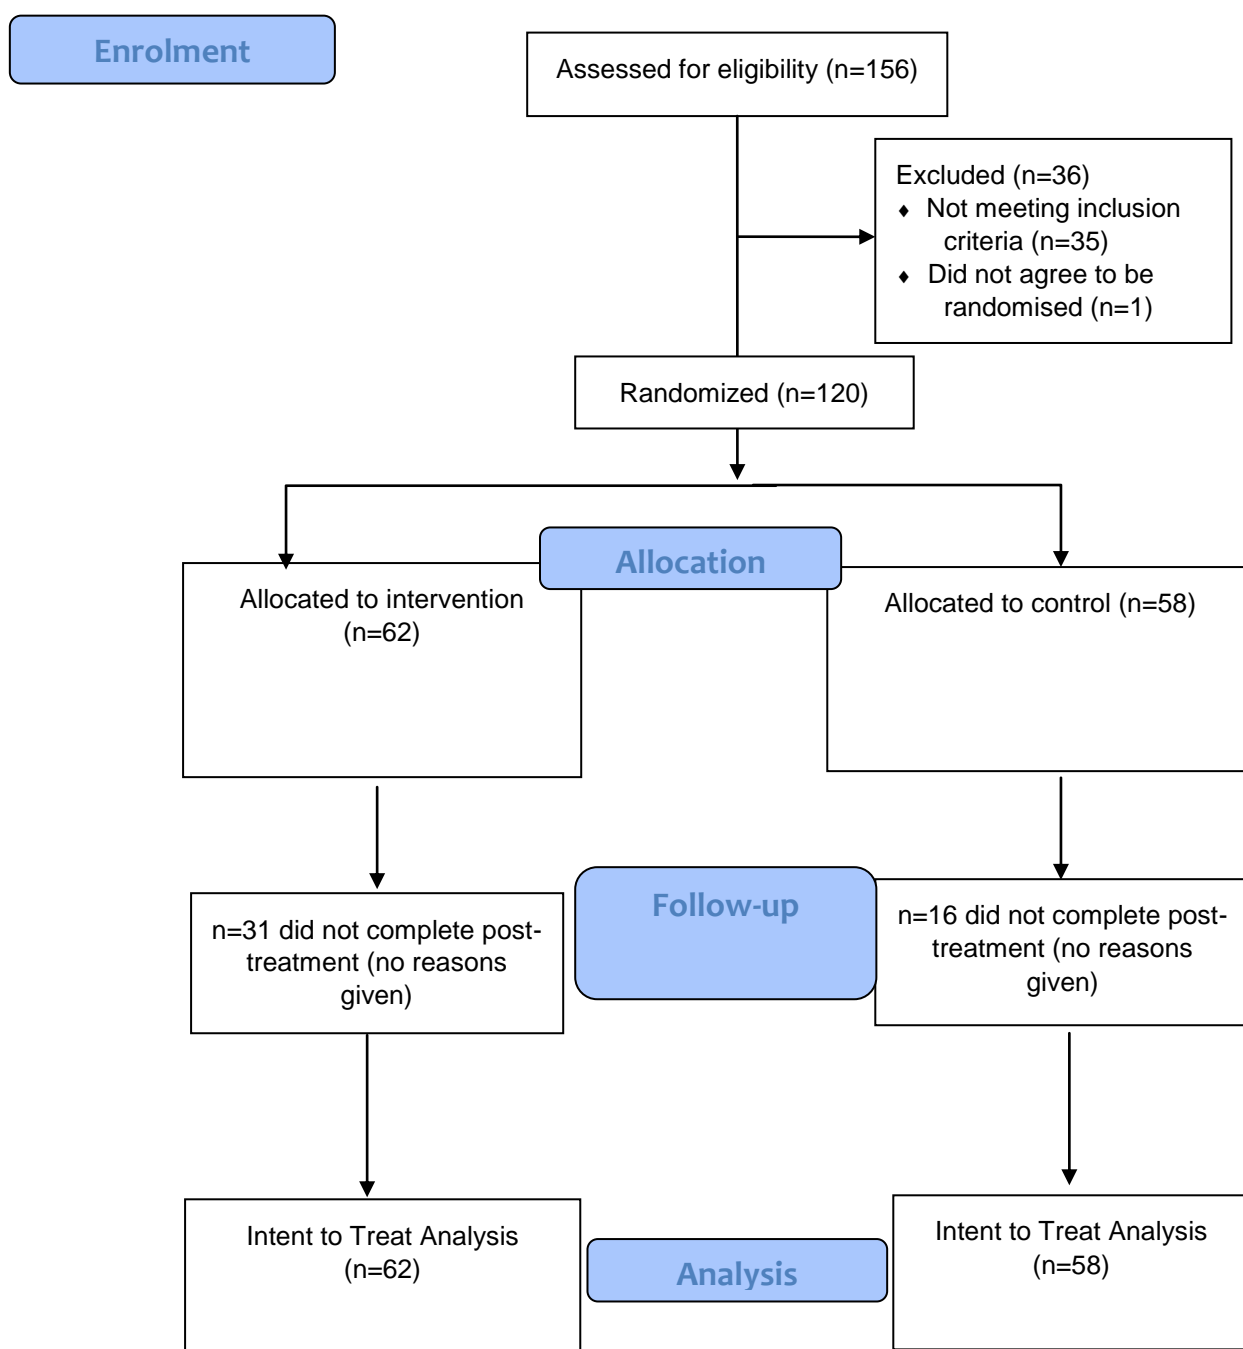 Enrolment
Assessed for eligibility (n=156)
Excluded (n=36)
♦ Not meeting inclusion
criteria (n=35)
♦ Did not agree to be
randomised (n=1)
Randomized (n=120)
Allocation
Allocated to intervention
(n=62)
Allocated to control (n=58)
Follow-up
n=31 did not complete post-
treatment (no reasons
given)
n=16 did not complete post-
treatment (no reasons
given)
Intent to Treat Analysis
(n=62)
Analysis
Intent to Treat Analysis
(n=58)